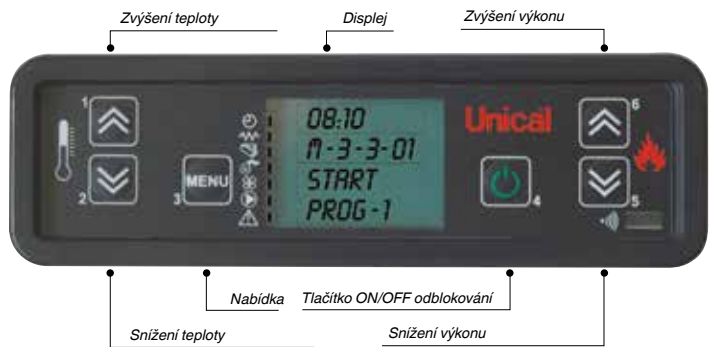 Zvýšení teploty
Displej
Zvýšení výkonu
1
6
08:10
Unical
M-3-3-01
MENU
START
2
3
4
5
PROG-1
Nabídka
Tlačítko ON/OFF odblokování
Snížení teploty
Snížení výkonu